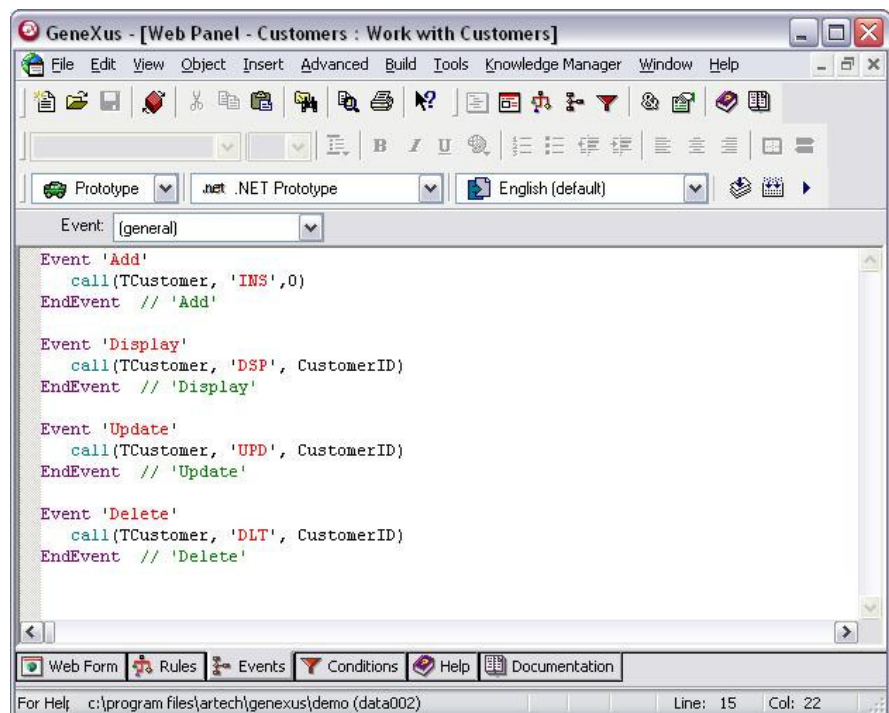 GeneXus - [Web Panel - Customers : Work with Customers]
File Edit View Object Insert Advanced Build Tools Knowledge Manager Window Help
B I U
Prototype .net .NET Prototype English (default)
Event: (general)
Event 'Add'
call(TCustomer, 'INS',0)
EndEvent // 'Add'
Event 'Display'
call(TCustomer, 'DSP', CustomerID)
EndEvent // 'Display'
Event 'Update'
call(TCustomer, 'UPD', CustomerID)
EndEvent // 'Update'
Event 'Delete'
call(TCustomer, 'DLT', CustomerID)
EndEvent // 'Delete'
Web Form Rules Events Conditions Help Documentation
For Help c:\program files\artech\genexus\demo (data002) Line: 15 Col: 22